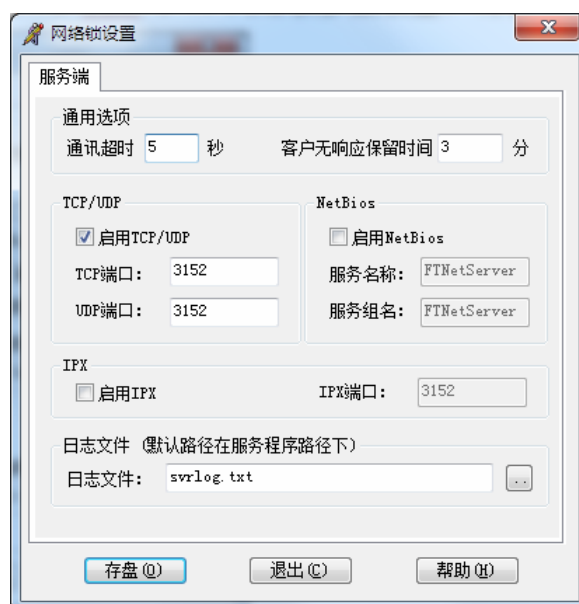 网络锁设置
服务端
通用选项
通讯超时 5 秒 客户无响应保留时间 3 分
TCP/UDP
启用TCP/UDP
TCP端口: 3152
UDP端口: 3152
NetBios
启用NetBios
服务名称: FTNetServer
服务组名: FTNetServer
IPX
启用IPX IPX端口: 3152
日志文件 (默认路径在服务程序路径下)
日志文件: svrlog.txt ..
存盘(O) 退出(C) 帮助(H)